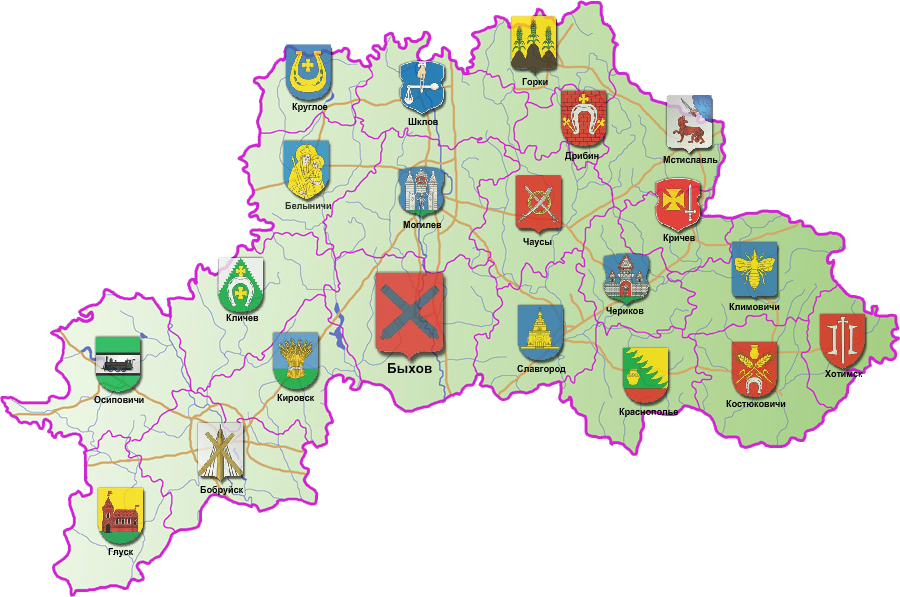 Горки
Круглое
Шклов
Дрибин
Мстиславль
Белыничи
Могилев
Чаусы
Кричев
Кличев
Чериков
Климовичи
Быхов
Славгород
Хотимск
Осиповичи
Кировск
Краснополье
Костюковичи
Бобруйск
Глуск